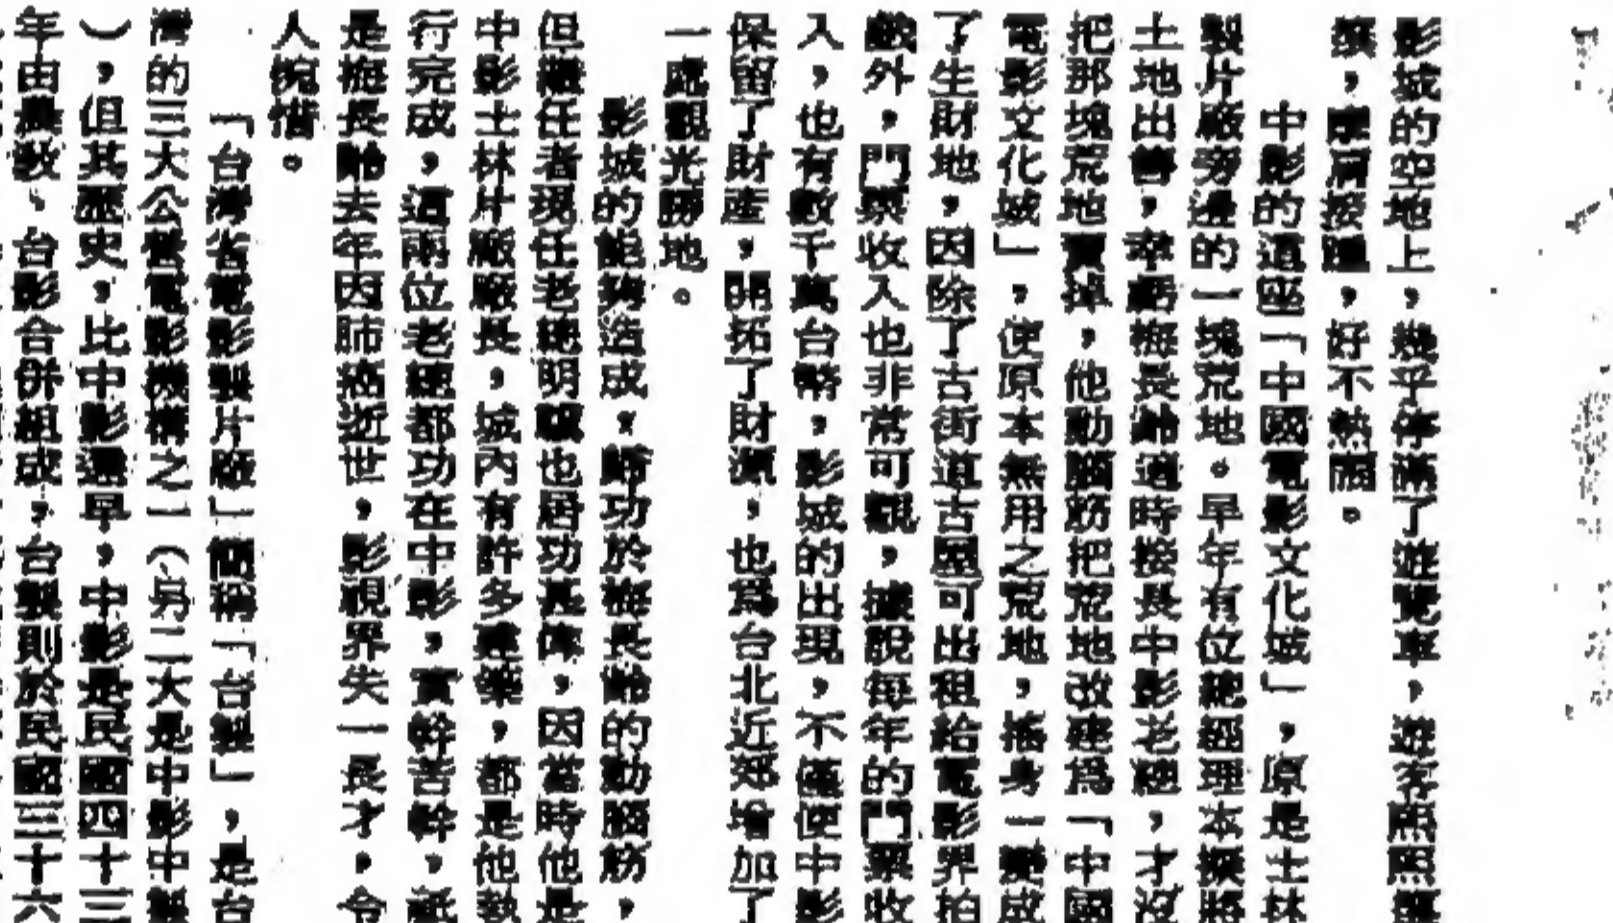 影城的空地上，幾乎停滿了遊覽車，遊客照照攝
攝，摩肩接踵，好不熱鬧。
中影的這座「中國電影文化城」，原是士林
製片廠旁邊的一塊荒地。早年有位總經理本擬將
土地出售，幸虧梅長齡適時接長中影老總，才沒
把那塊荒地賣掉，他動腦筋把荒地改建爲「中國
電影文化城」，使原本無用之荒地，搖身一變成
了生財地，因除了古街道古屋可出租給電影界拍
戲外，門票收入也非常可觀，據說每年的門票收
入，也有數千萬台幣，影城的出現，不僅使中影
保留了財產，開拓了財源，也爲台北近郊增加了
一處觀光勝地。
影城的能夠造成，歸功於梅長齡的動腦筋，
但繼任者現任老總明驥也居功甚偉，因當時他是
中影士林片廠廠長，城內有許多建築，都是他執
行完成，這兩位老總都功在中影，實幹苦幹，祇
是梅長齡去年因肺癌逝世，影視界失一長才，令
人惋惜。
「台灣省電影製片廠」簡稱「台製」，是台
灣的三大公營電影機構之一（另二大是中影中製
），但其歷史，比中影還早，中影是民國四十三
年由農教、台影合併組成，台製則於民國三十六